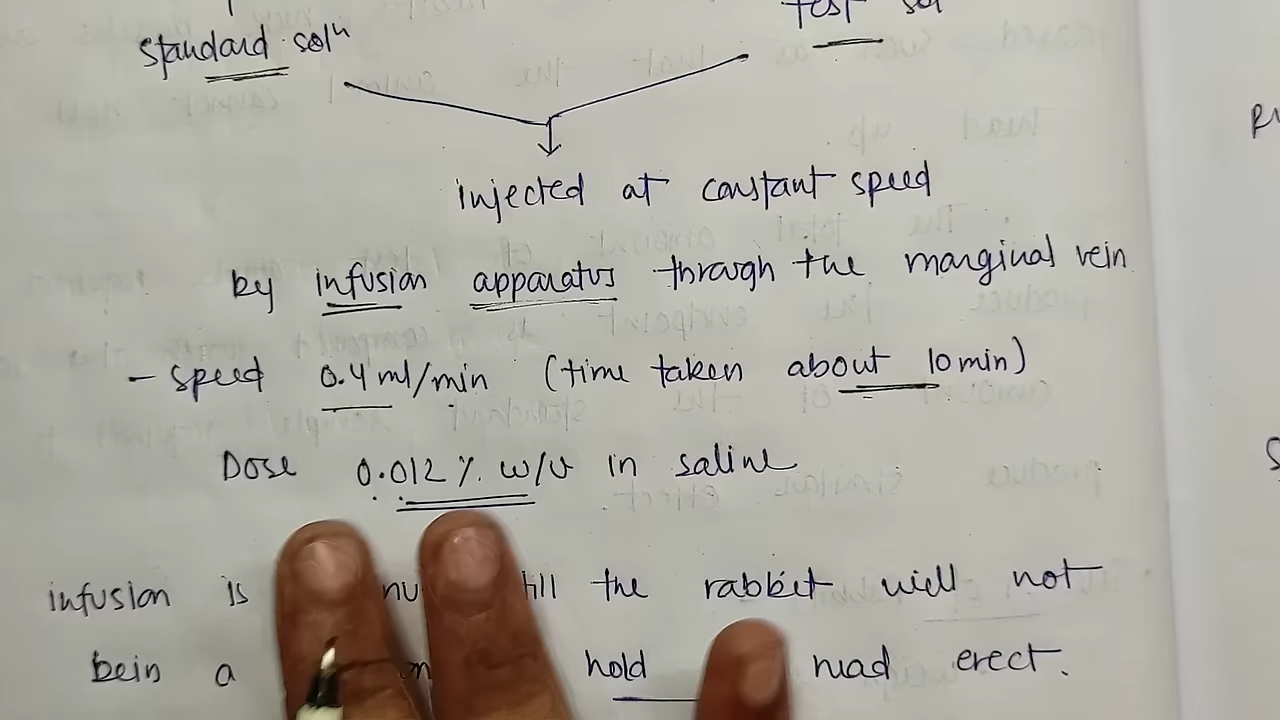 standard solⁿ
Test sol
injected at constant speed
by infusion apparatus through the marginal vein
- speed 0.4 ml/min (time taken about 10 min)
Dose 0.012 %. w/v in saline
infusion is till the rabbit will not
bein a hold head erect.